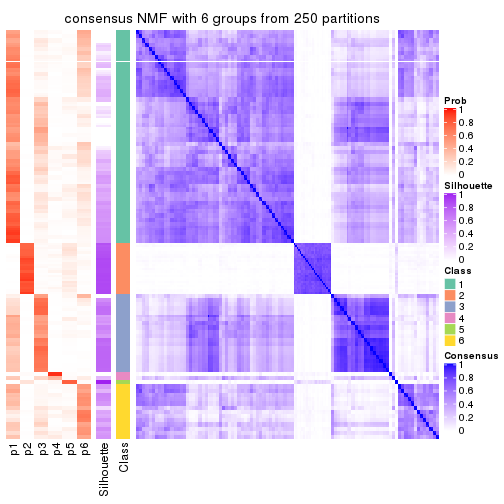 consensus NMF with 6 groups from 250 partitions
Prob
1
0.8
0.6
0.4
0.2
0
Silhouette
1
0.8
0.6
0.4
0.2
0
Class
1
2
3
4
5
6
Consensus
1
0.8
0.6
0.4
0.2
0
p1
p2
p3
p4
p5
p6
Silhouette
Class